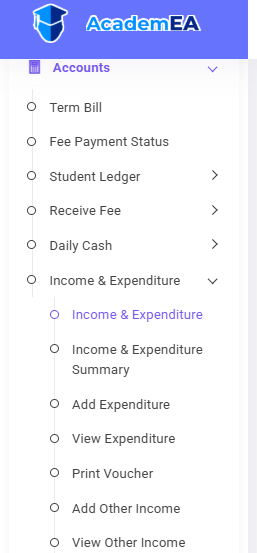 AcademEA
Accounts
Term Bill
Fee Payment Status
Student Ledger
Receive Fee
Daily Cash
Income & Expenditure
Income & Expenditure
Income & Expenditure
Summary
Add Expenditure
View Expenditure
Print Voucher
Add Other Income
View Other Income